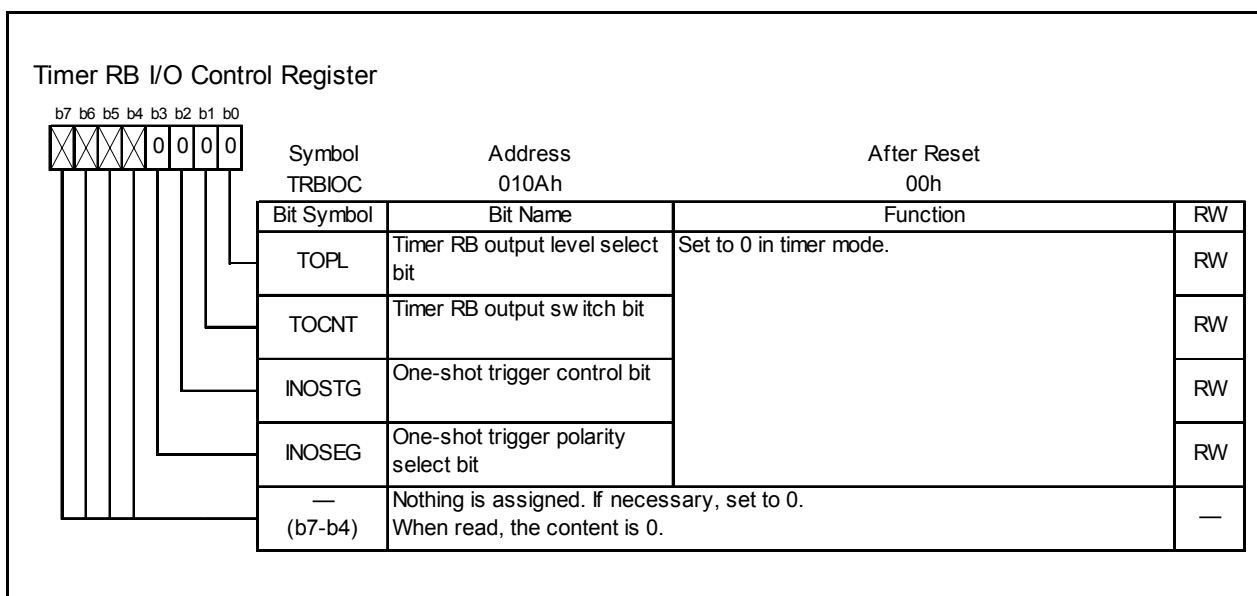 Timer RB I/O Control Register
b7 b6 b5 b4 b3 b2 b1 b0
0 0 0 0
Symbol Address After Reset
TRBIOC 010Ah 00h
Bit Symbol Bit Name Function RW
TOPL Timer RB output level select bit Set to 0 in timer mode. RW
TOCNT Timer RB output switch bit RW
INOSTG One-shot trigger control bit RW
INOSEG One-shot trigger polarity select bit RW
— Nothing is assigned. If necessary, set to 0. —
(b7-b4) When read, the content is 0.